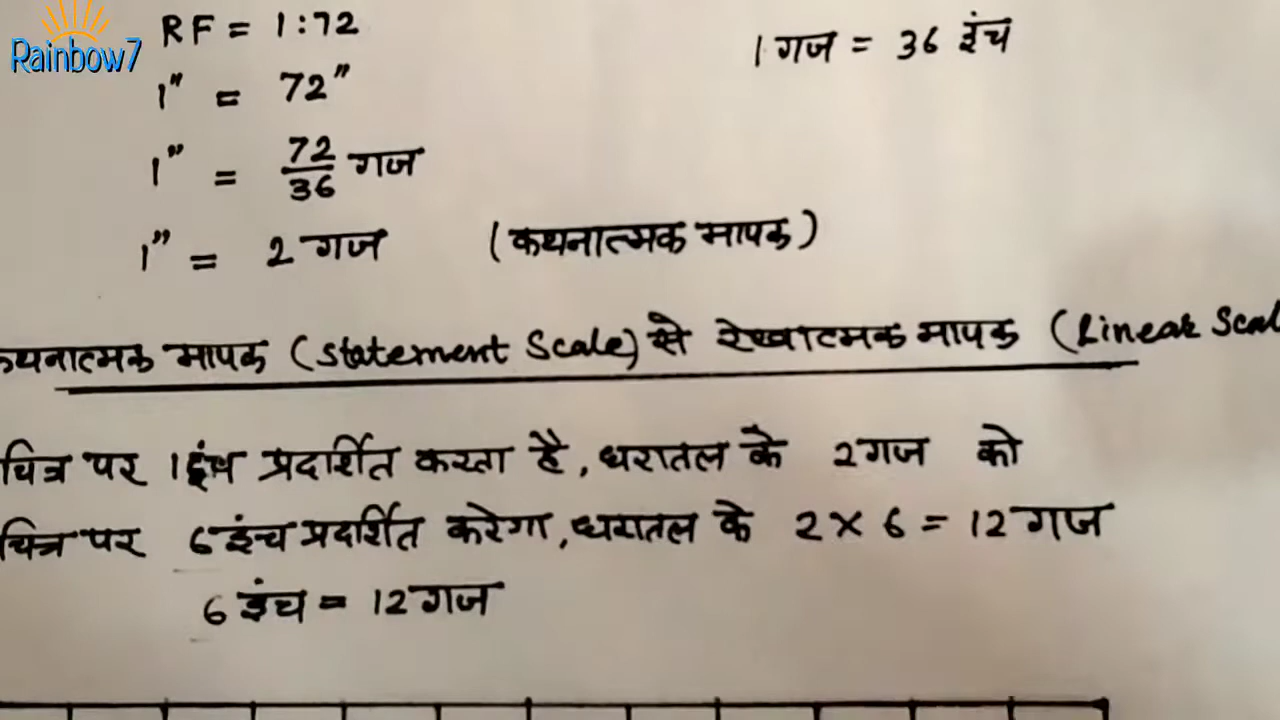 Rainbow7
RF = 1:72
1 गज = 36 इंच
1" = 72"
1" = 72/36 गज
1" = 2 गज (कथनात्मक मापक)
कथनात्मक मापक (Statement Scale) से रेखात्मक मापक (Linear Scal
चित्र पर 1 इंच प्रदर्शित करता है, धरातल के 2 गज को
चित्र पर 6 इंच प्रदर्शित करेगा, धरातल के 2 × 6 = 12 गज
6 इंच = 12 गज